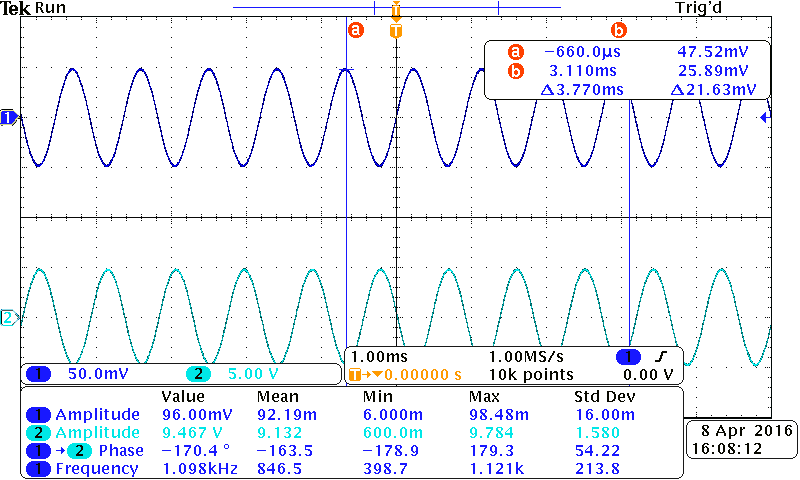 Tek Run Trig'd
T
a T b
a −660.0µs 47.52mV
b 3.110ms 25.89mV
Δ3.770ms Δ21.63mV
1
2
1 50.0mV 2 5.00 V
1.00ms 1.00MS/s 1
T→▼0.00000 s 10k points 0.00 V
Value Mean Min Max Std Dev
1 Amplitude 96.00mV 92.19m 6.000m 98.48m 16.00m
2 Amplitude 9.467 V 9.132 600.0m 9.784 1.580
1 → 2 Phase −170.4 ° −163.5 −178.9 179.3 54.22
1 Frequency 1.098kHz 846.5 398.7 1.121k 213.8
8 Apr 2016
16:08:12